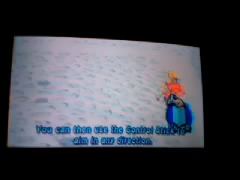 You can then use the Control Stick to
aim in any direction.